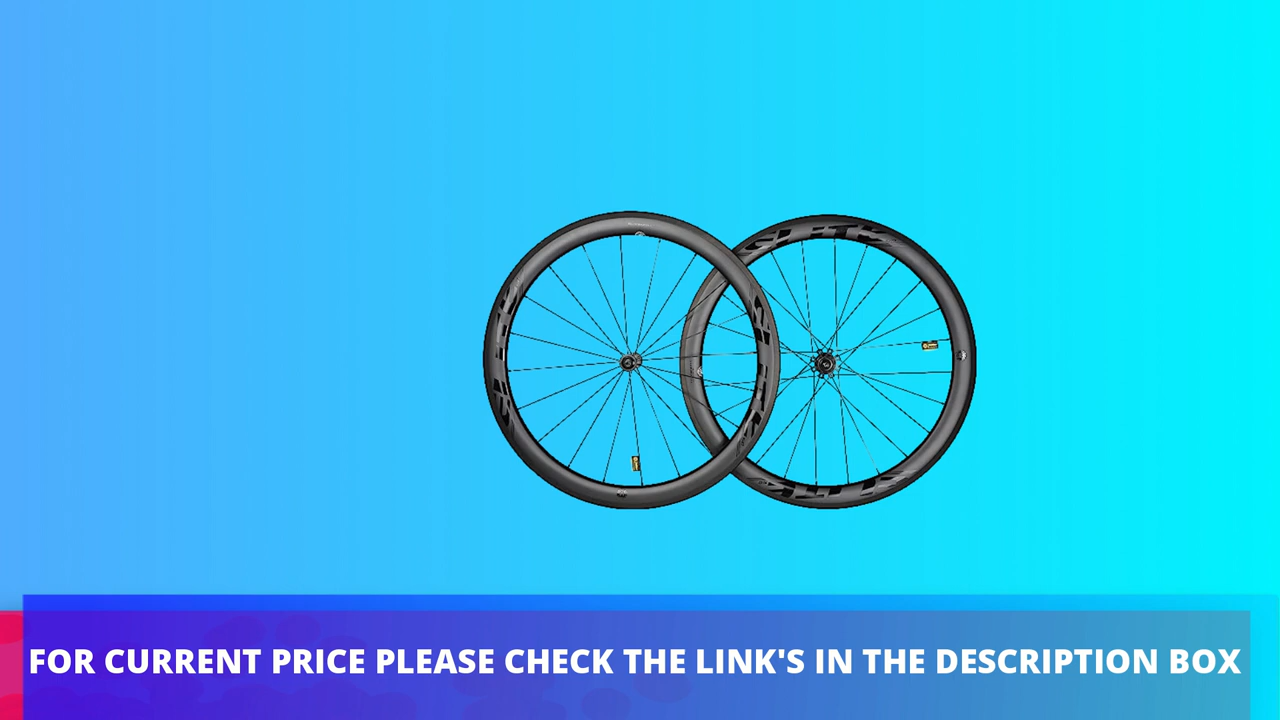 FOR CURRENT PRICE PLEASE CHECK THE LINK'S IN THE DESCRIPTION BOX